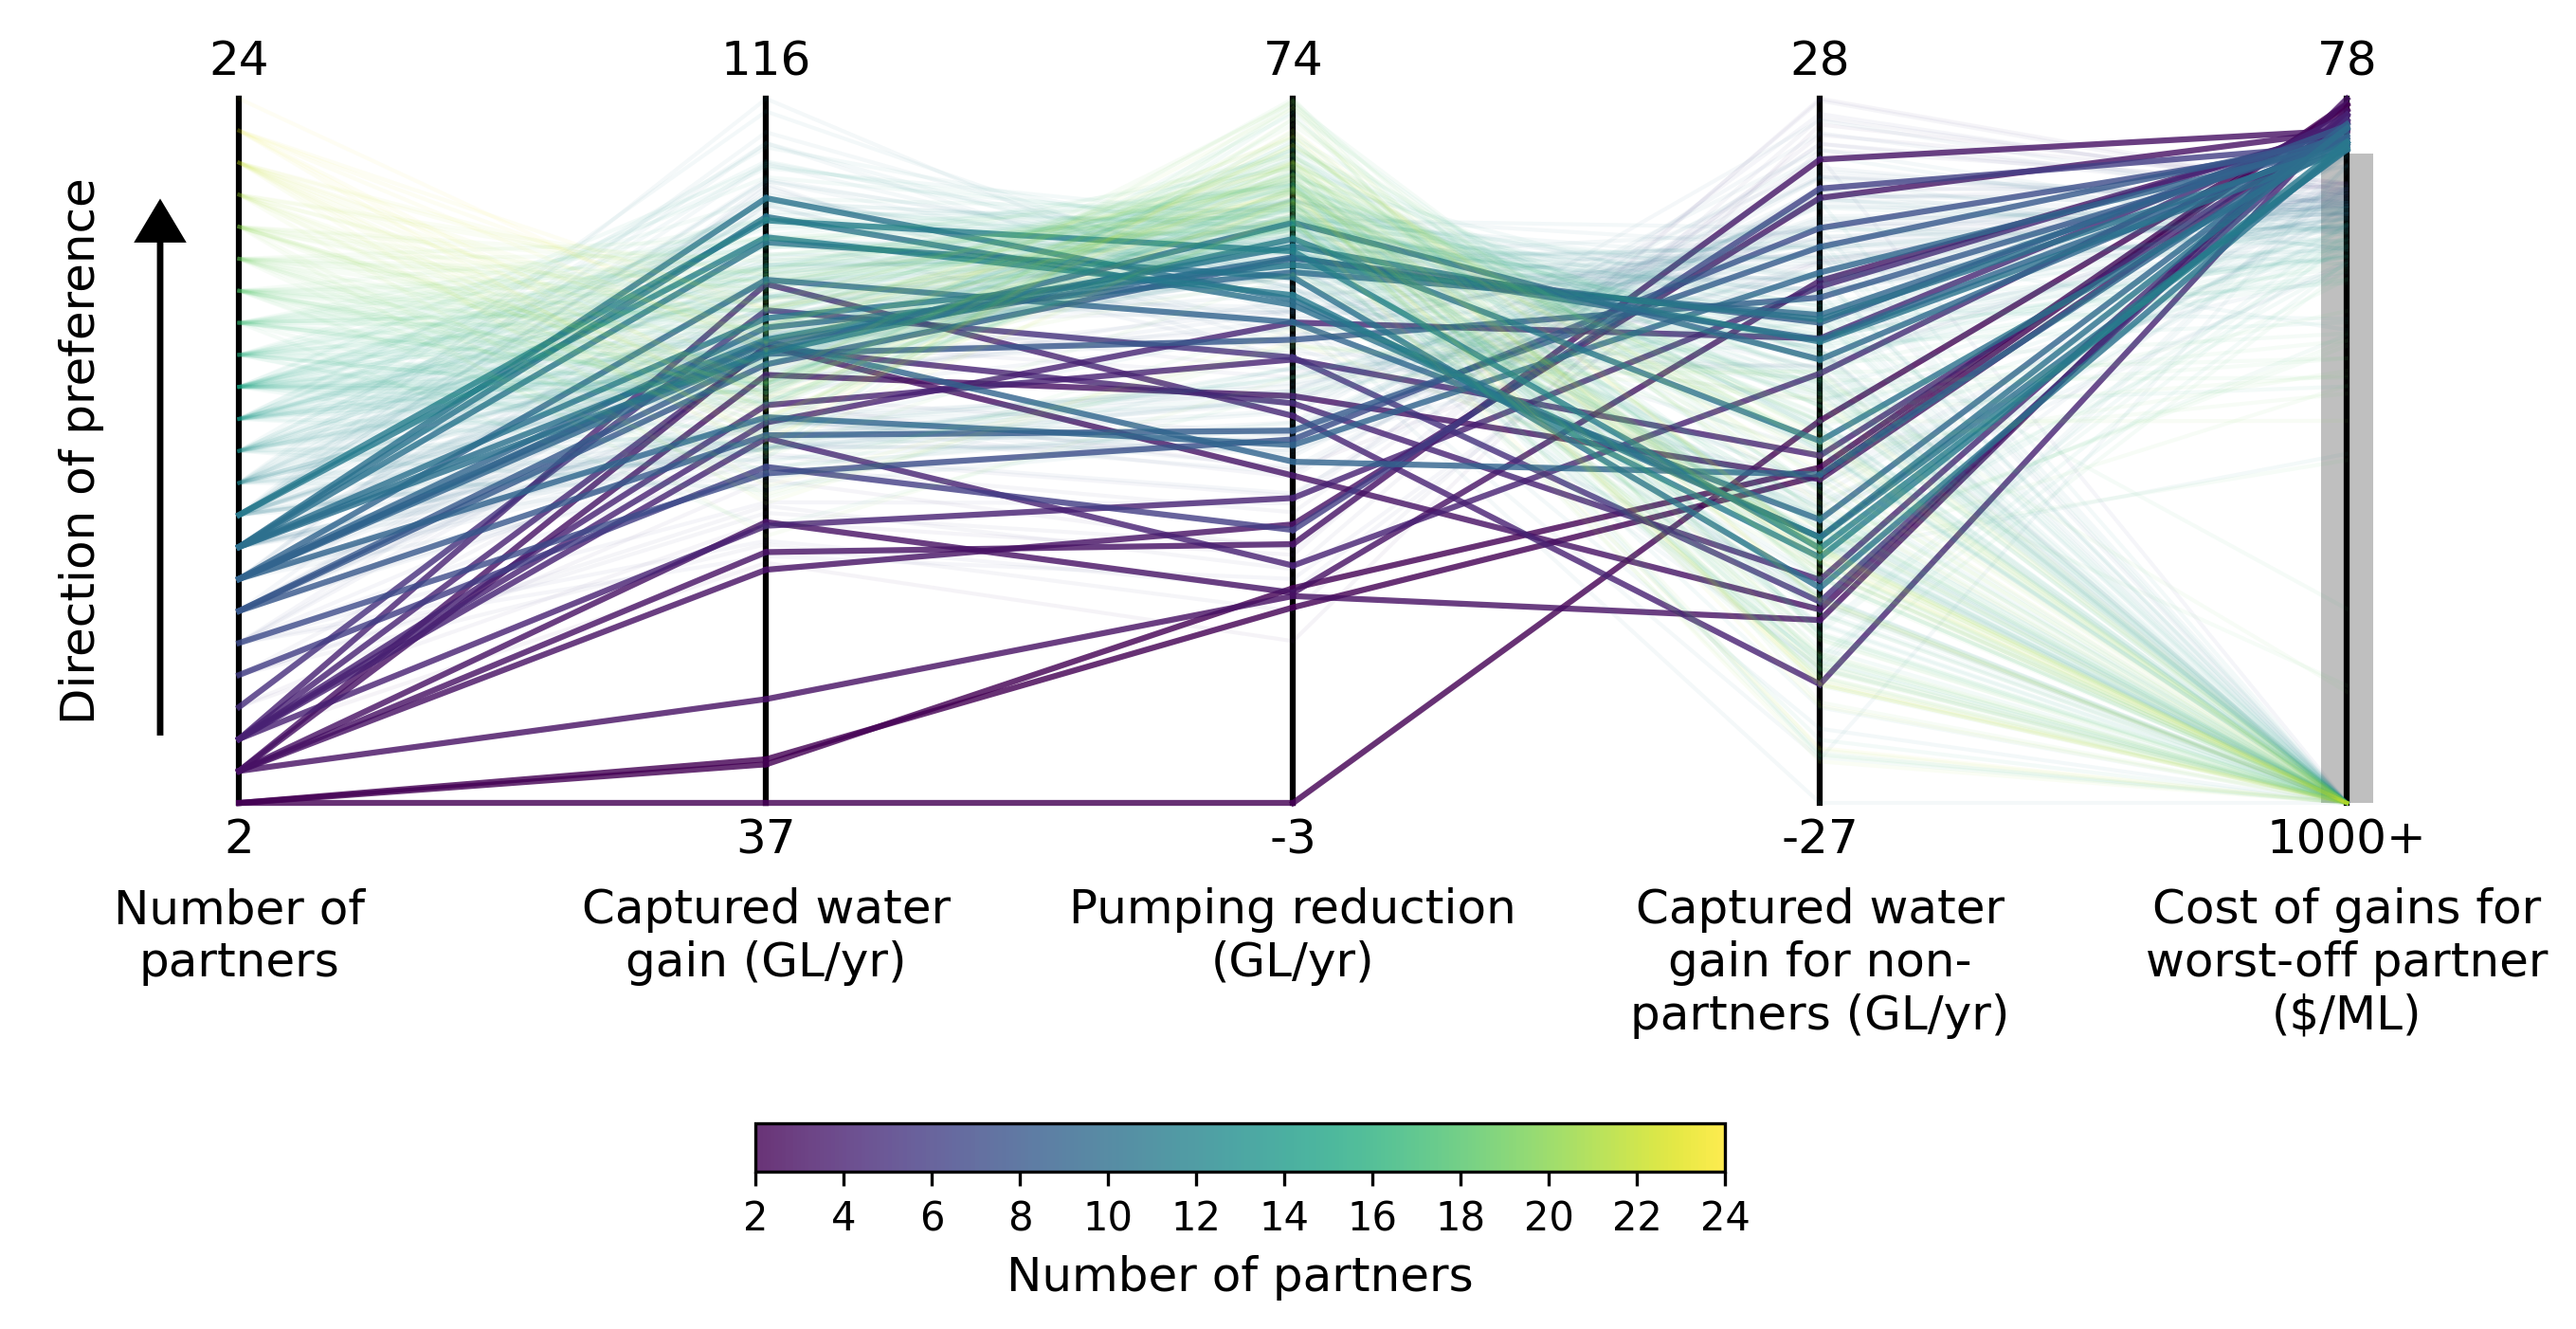 24
116
74
28
78
Direction of preference
2
37
-3
-27
1000+
Number of
partners
Captured water
gain (GL/yr)
Pumping reduction
(GL/yr)
Captured water
gain for non-
partners (GL/yr)
Cost of gains for
worst-off partner
($/ML)
2 4 6 8 10 12 14 16 18 20 22 24
Number of partners